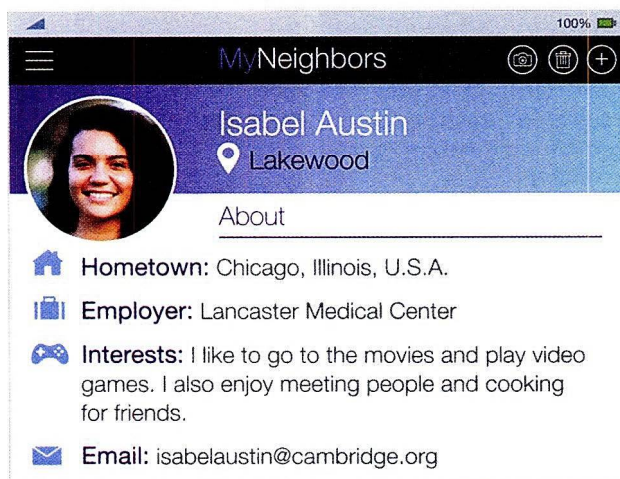 100%
MyNeighbors
Isabel Austin
Lakewood
About
Hometown: Chicago, Illinois, U.S.A.
Employer: Lancaster Medical Center
Interests: I like to go to the movies and play video
games. I also enjoy meeting people and cooking
for friends.
Email: isabelaustin@cambridge.org